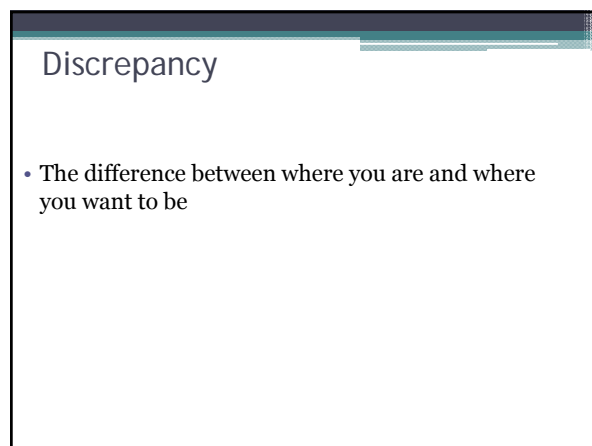 Discrepancy
• The difference between where you are and where
you want to be